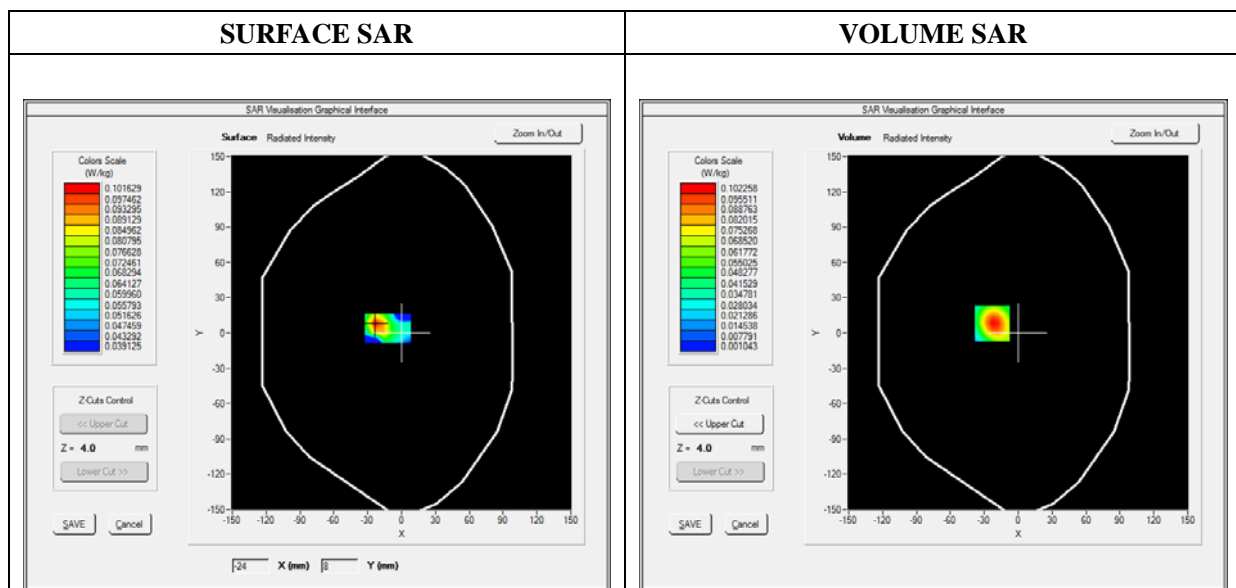 SURFACE SAR
VOLUME SAR
SAR Visualisation Graphical Interface
Surface Radiated Intensity
Zoom In/Out
Colors Scale
(W/kg)
0.101629
0.097462
0.093295
0.089129
0.084962
0.080795
0.076628
0.072461
0.068294
0.064127
0.059960
0.055793
0.051626
0.047459
0.043292
0.039125
Z-Cuts Control
<< Upper Cut
Z = 4.0 mm
Lower Cut >>
SAVE Cancel
150
120
90
60
30
0
-30
-60
-90
-120
-150
Y
-150 -120 -90 -60 -30 0 30 60 90 120 150
X
-24 X (mm) 8 Y (mm)
SAR Visualisation Graphical Interface
Volume Radiated Intensity
Zoom In/Out
Colors Scale
(W/kg)
0.102258
0.095511
0.088763
0.082015
0.075268
0.068520
0.061772
0.055025
0.048277
0.041529
0.034781
0.028034
0.021286
0.014538
0.007791
0.001043
Z-Cuts Control
<< Upper Cut
Z = 4.0 mm
Lower Cut >>
SAVE Cancel
150
120
90
60
30
0
-30
-60
-90
-120
-150
Y
-150 -120 -90 -60 -30 0 30 60 90 120 150
X